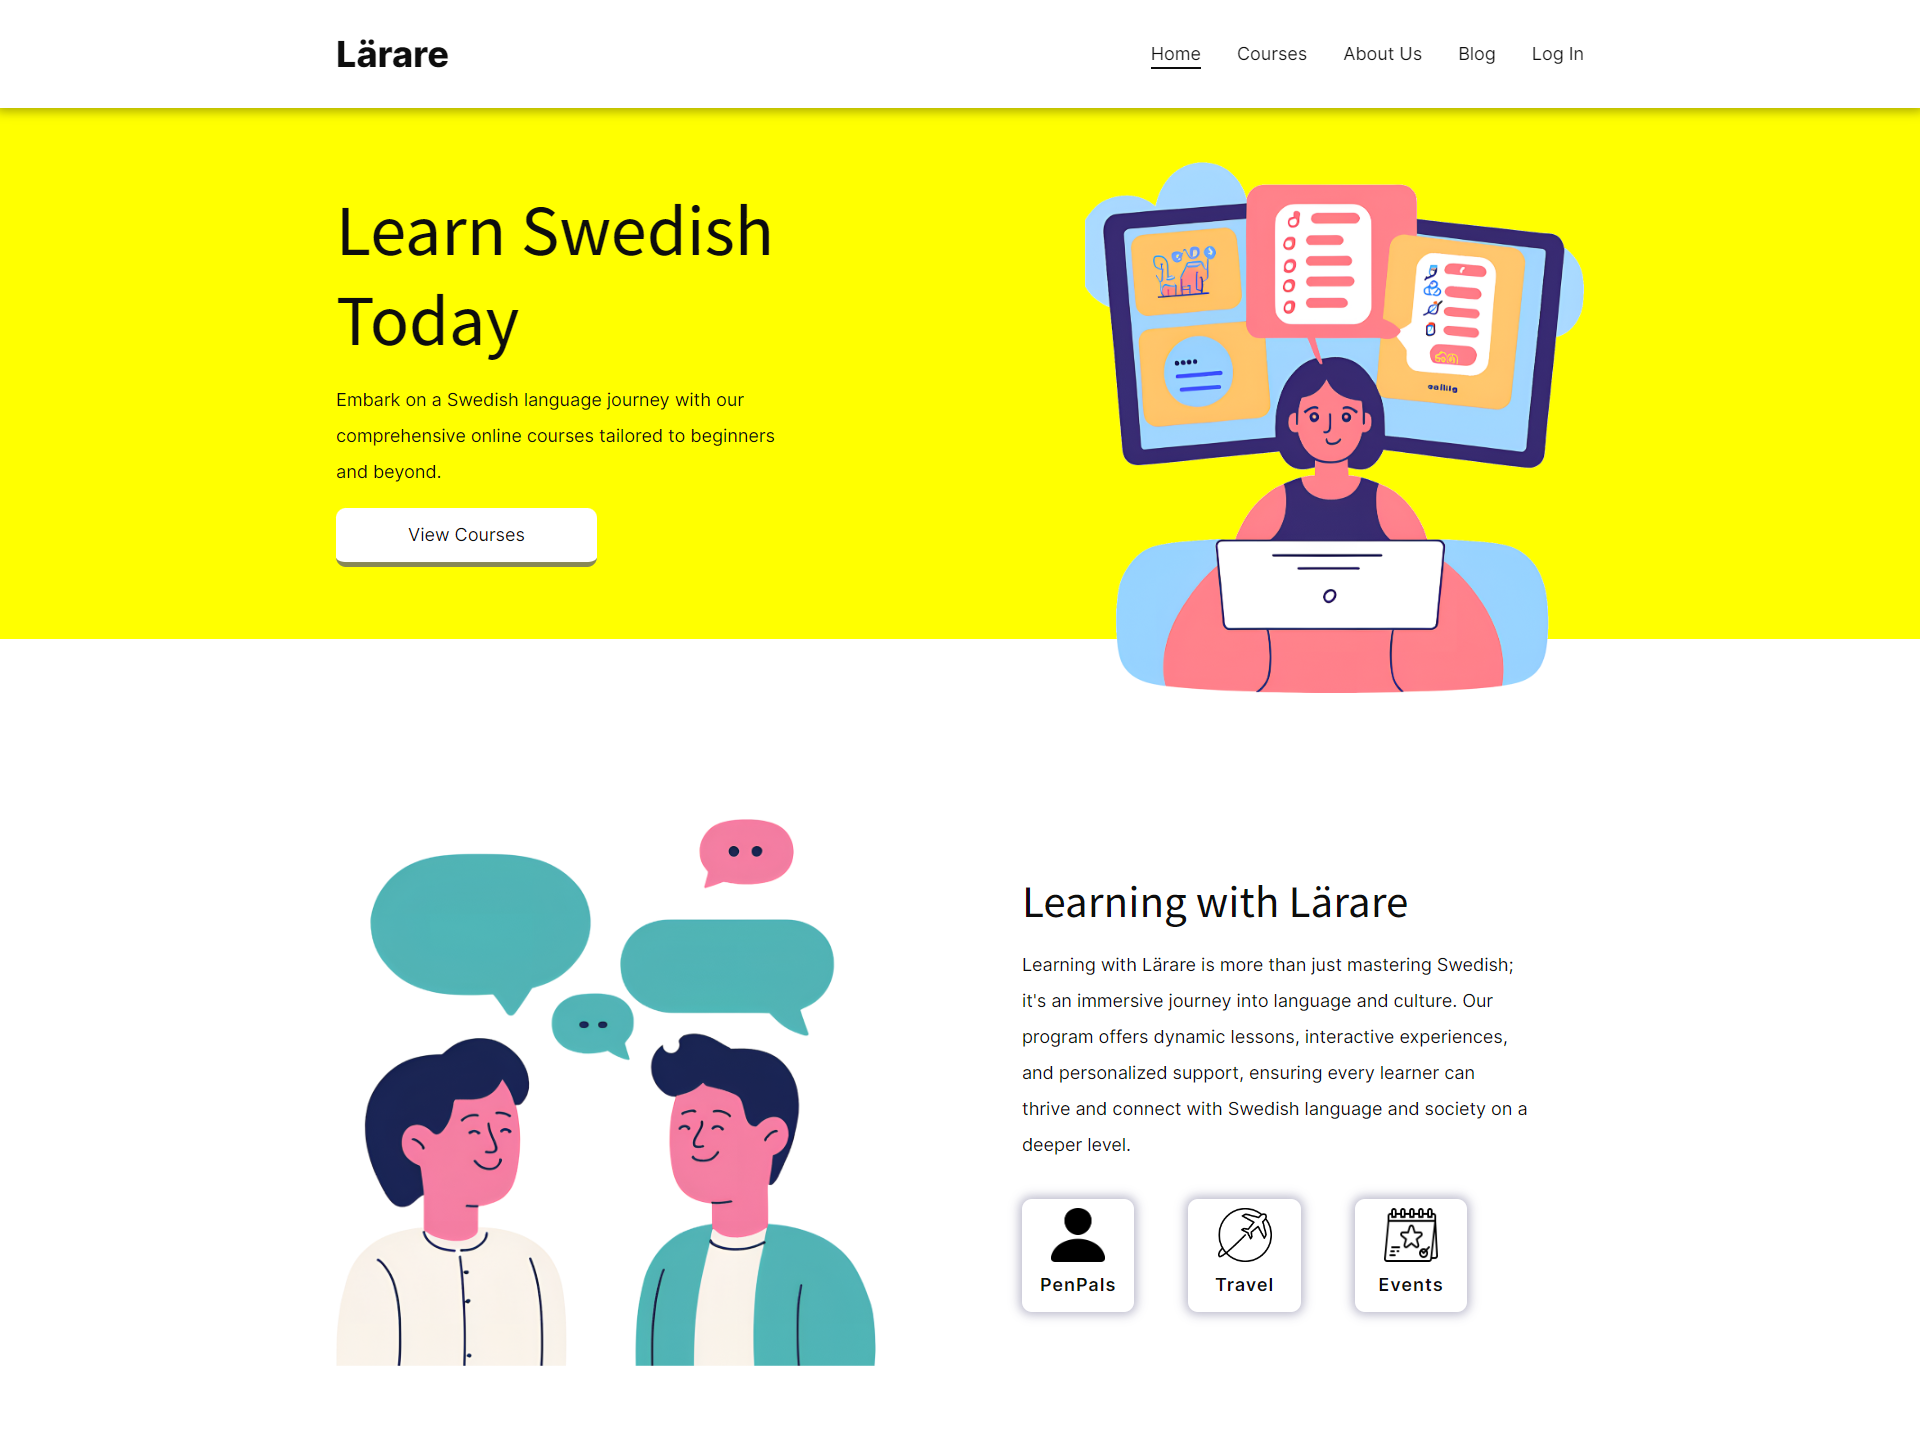 Lärare
Home Courses About Us Blog Log In
Learn Swedish
Today
Embark on a Swedish language journey with our
comprehensive online courses tailored to beginners
and beyond.
View Courses
Learning with Lärare
Learning with Lärare is more than just mastering Swedish;
it's an immersive journey into language and culture. Our
program offers dynamic lessons, interactive experiences,
and personalized support, ensuring every learner can
thrive and connect with Swedish language and society on a
deeper level.
PenPals Travel Events